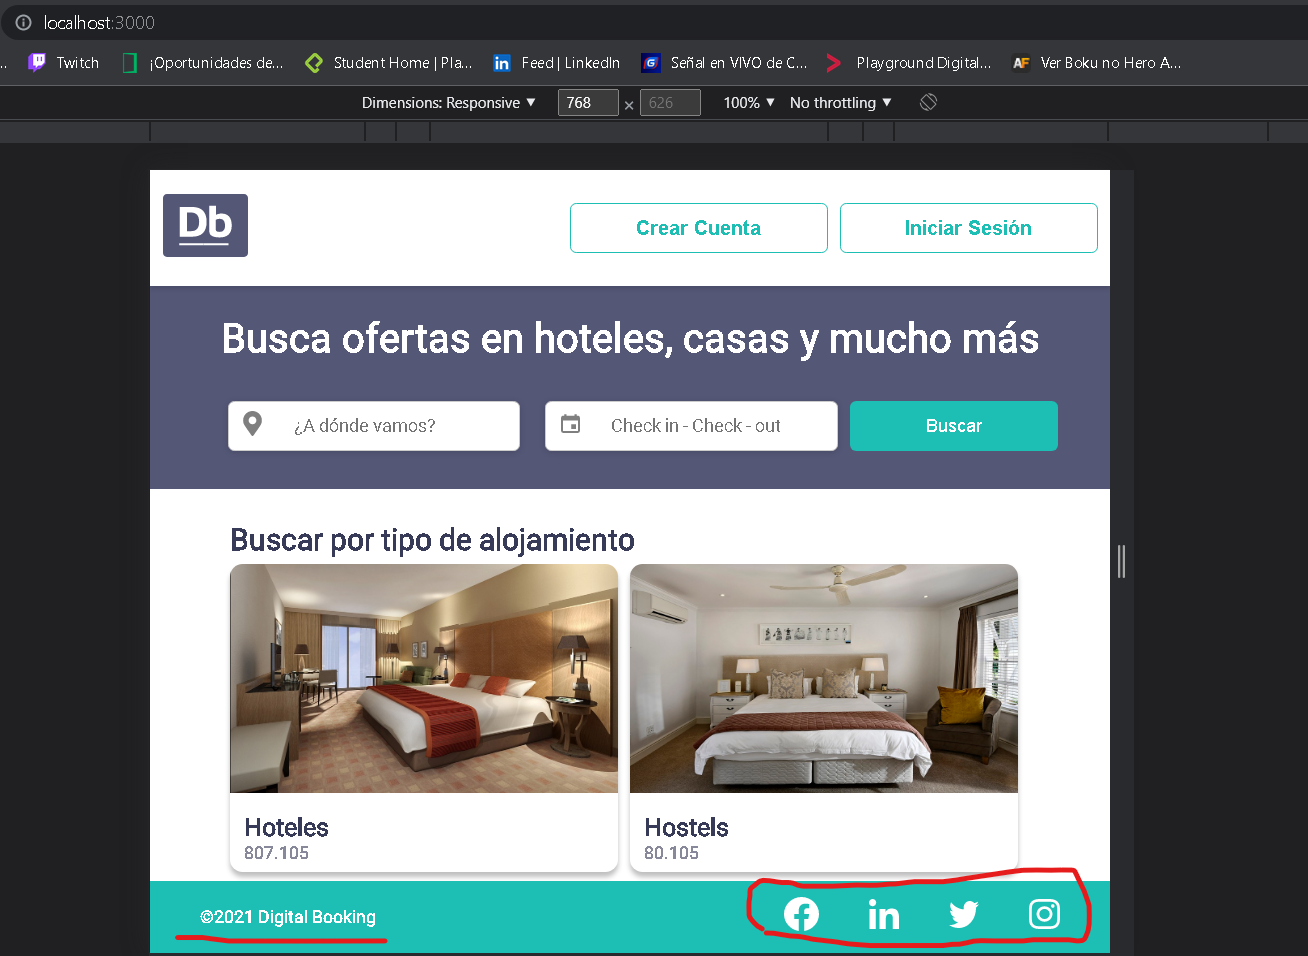 localhost:3000
.. Twitch ¡Oportunidades de... Student Home | Pla... in Feed | LinkedIn G Señal en VIVO de C... Playground Digital... AF Ver Boku no Hero A...
Dimensions: Responsive ▼ 768 × 626 100% ▼ No throttling ▼
Db
Crear Cuenta Iniciar Sesión
Busca ofertas en hoteles, casas y mucho más
¿A dónde vamos? Check in - Check - out Buscar
Buscar por tipo de alojamiento
Hoteles Hostels
807.105 80.105
©2021 Digital Booking in